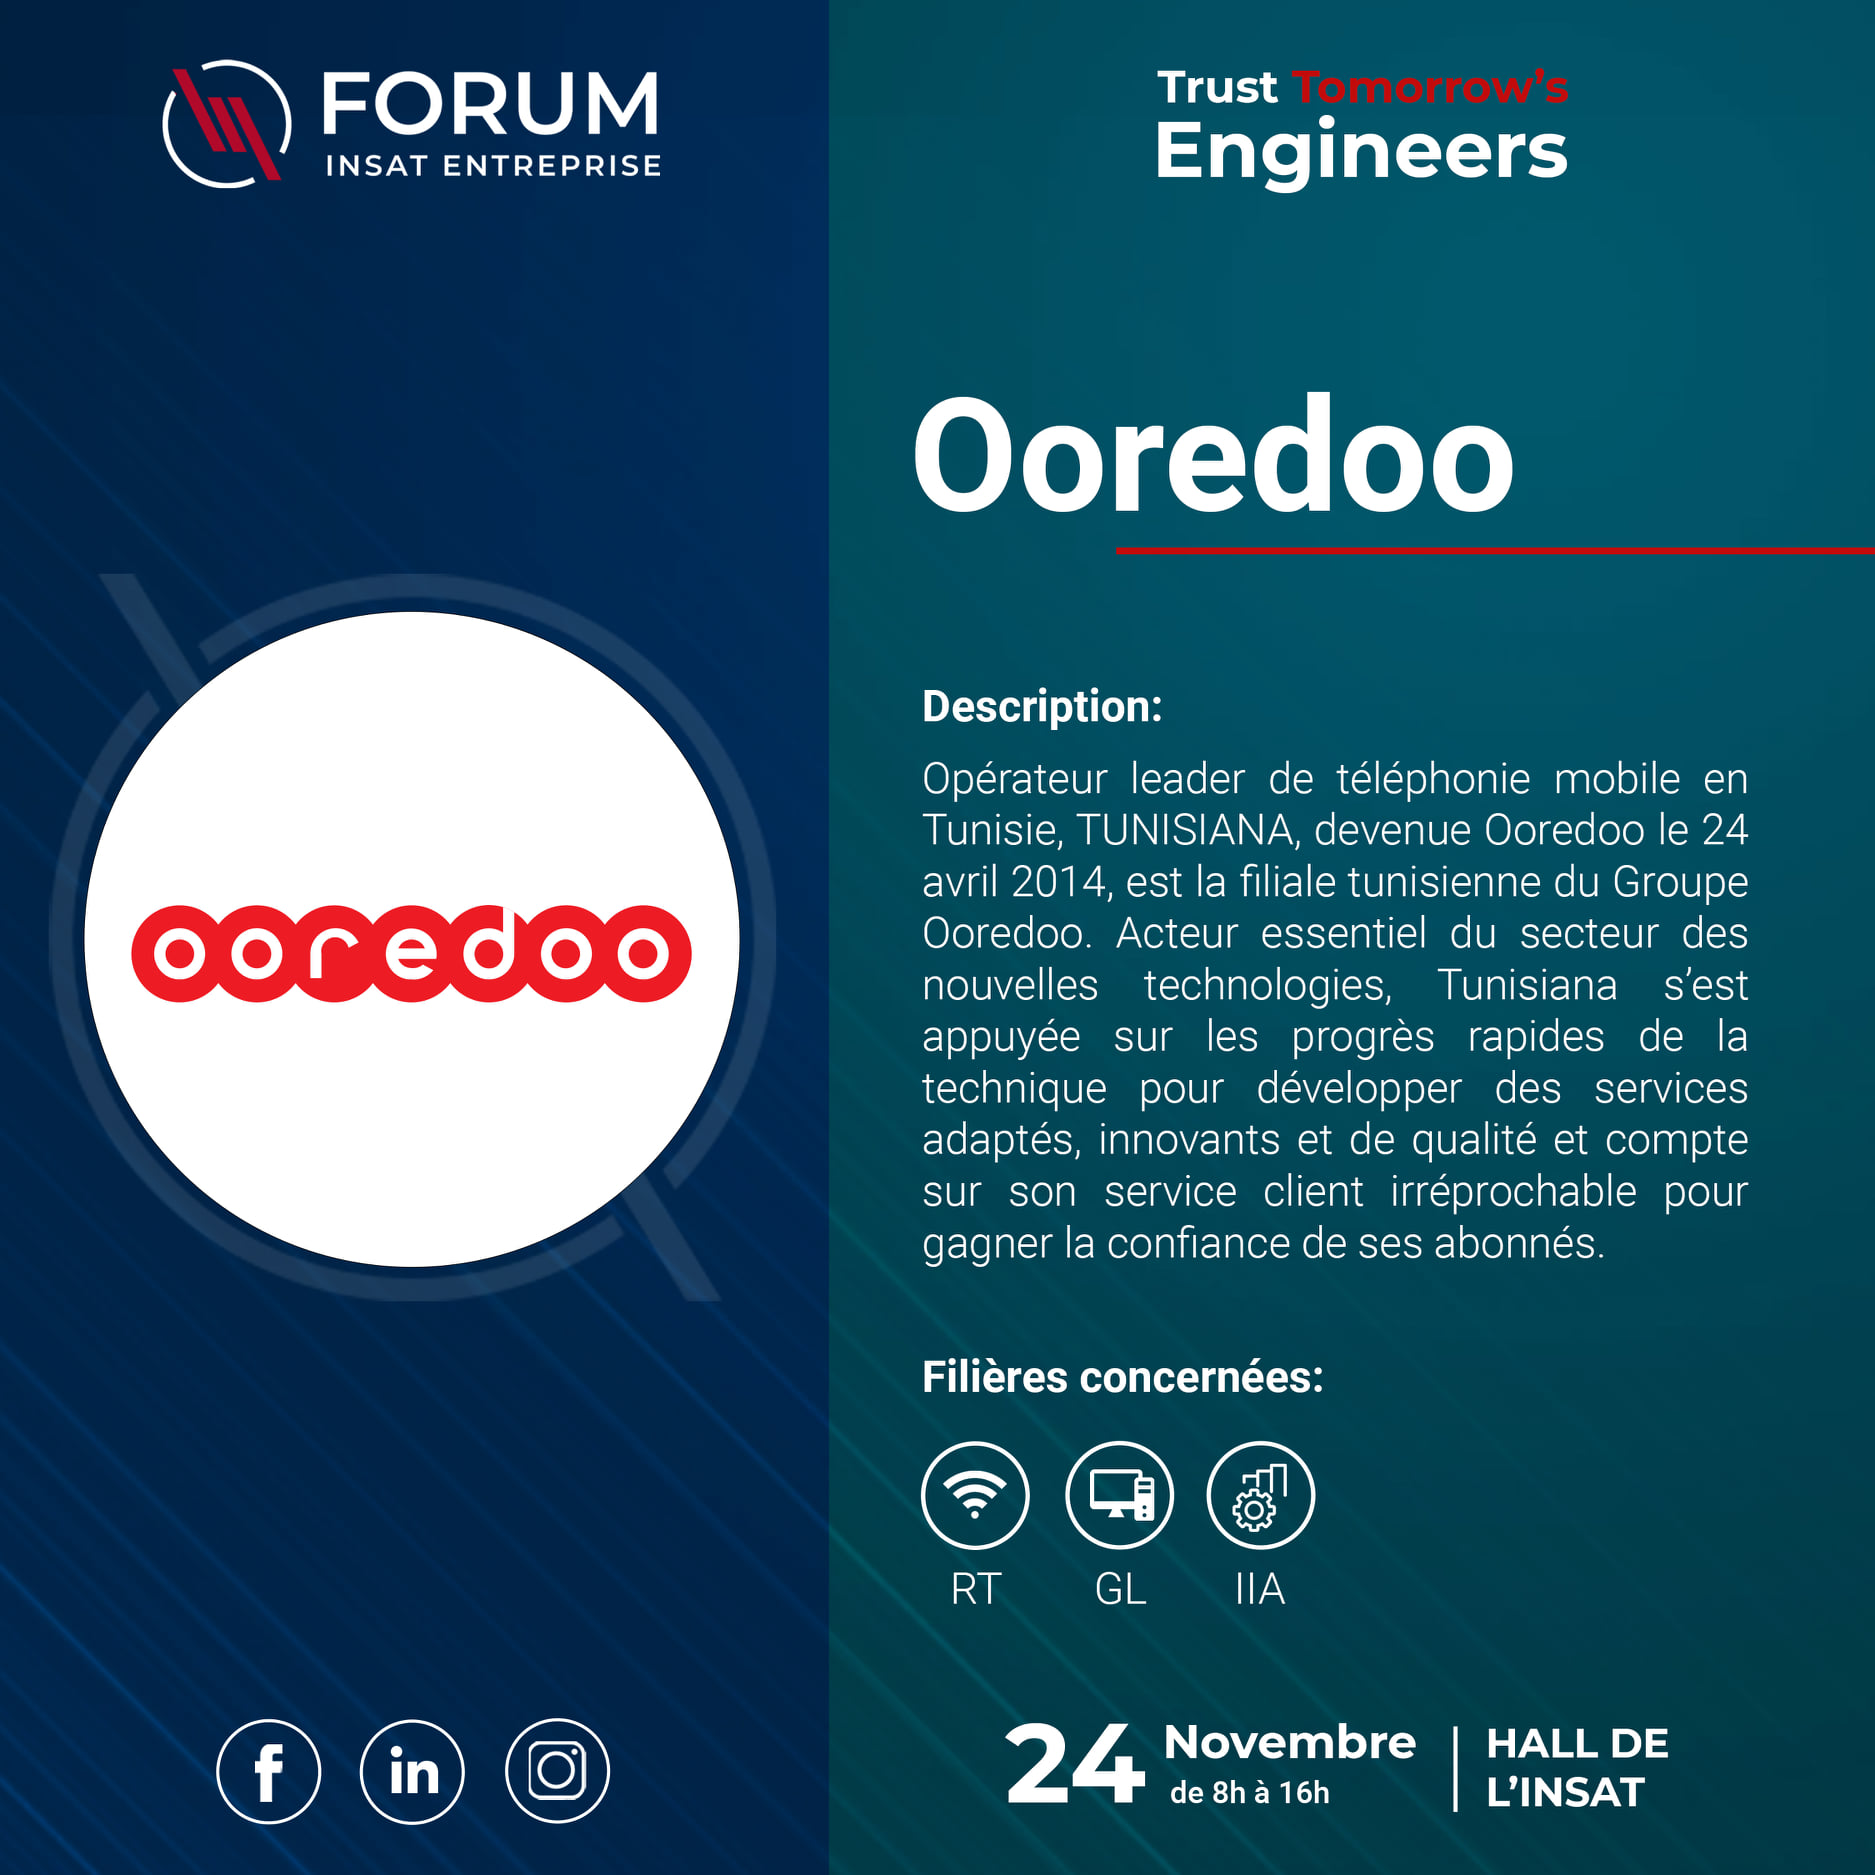 FORUM
INSAT ENTREPRISE
Trust Tomorrow's
Engineers
Ooredoo
ooredoo
Description:
Opérateur leader de téléphonie mobile en
Tunisie, TUNISIANA, devenue Ooredoo le 24
avril 2014, est la filiale tunisienne du Groupe
Ooredoo. Acteur essentiel du secteur des
nouvelles technologies, Tunisiana s’est
appuyée sur les progrès rapides de la
technique pour développer des services
adaptés, innovants et de qualité et compte
sur son service client irréprochable pour
gagner la confiance de ses abonnés.
Filières concernées:
RT GL IIA
f in
24 Novembre
de 8h à 16h
HALL DE
L’INSAT